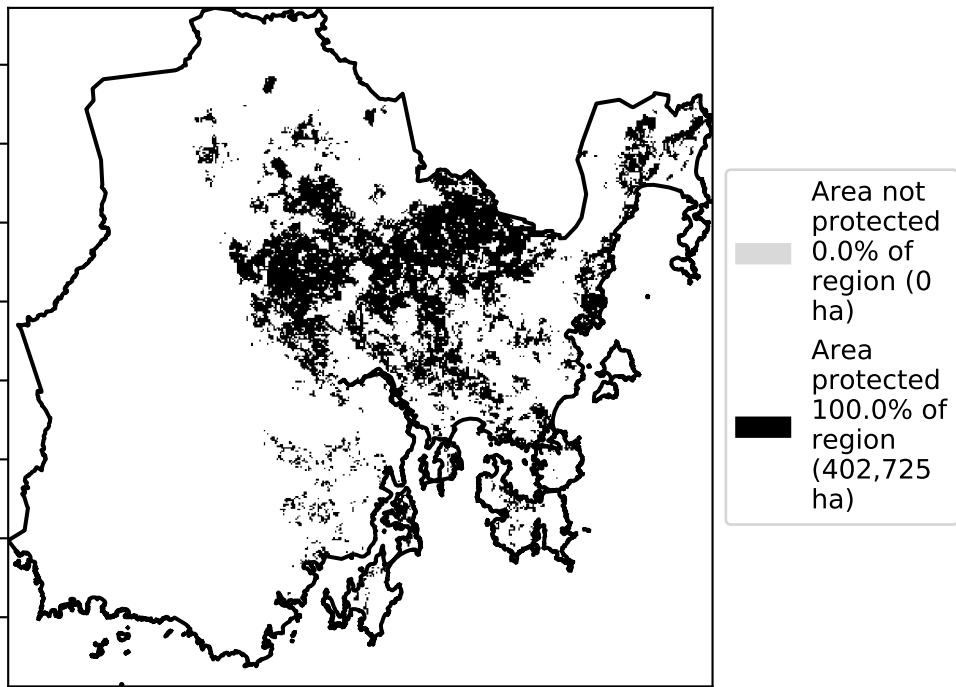 Area not
protected
0.0% of
region (0
ha)
Area
protected
100.0% of
region
(402,725
ha)